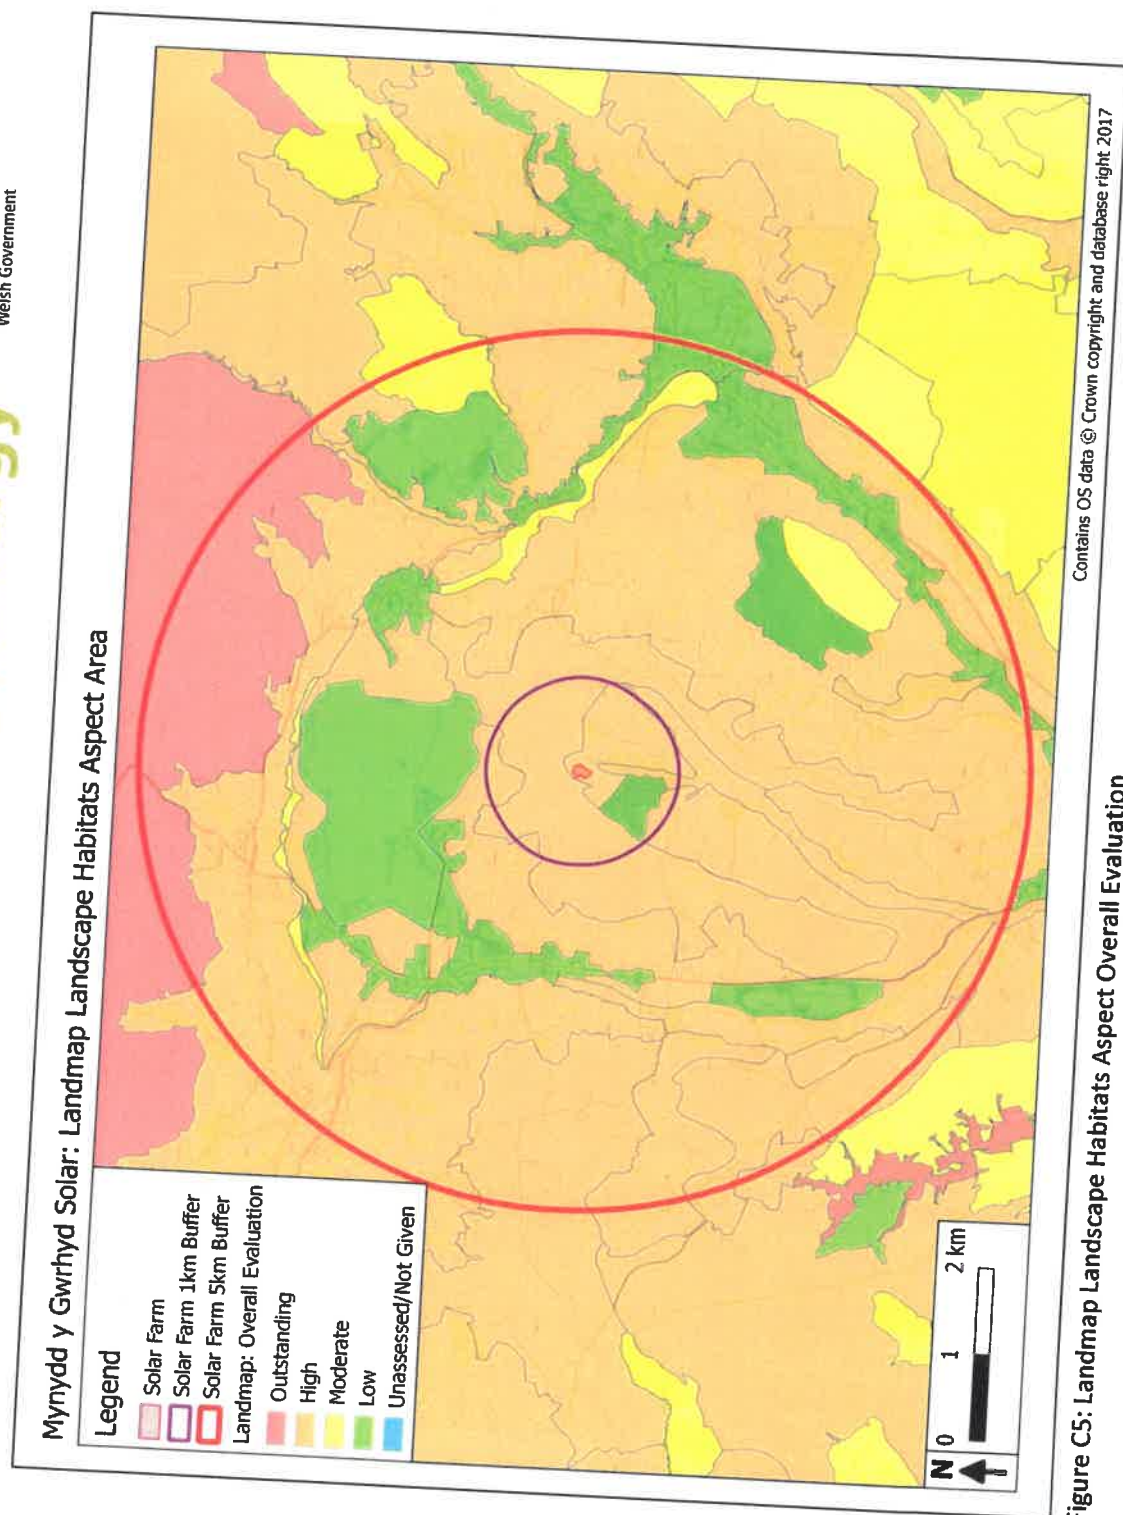 Welsh Government
Mynydd y Gwrhyd Solar: Landmap Landscape Habitats Aspect Area
Legend
Solar Farm
Solar Farm 1km Buffer
Solar Farm 5km Buffer
Landmap: Overall Evaluation
Outstanding
High
Moderate
Low
Unassessed/Not Given
N
0 1 2 km
Contains OS data © Crown copyright and database right 2017
igure C5: Landmap Landscape Habitats Aspect Overall Evaluation